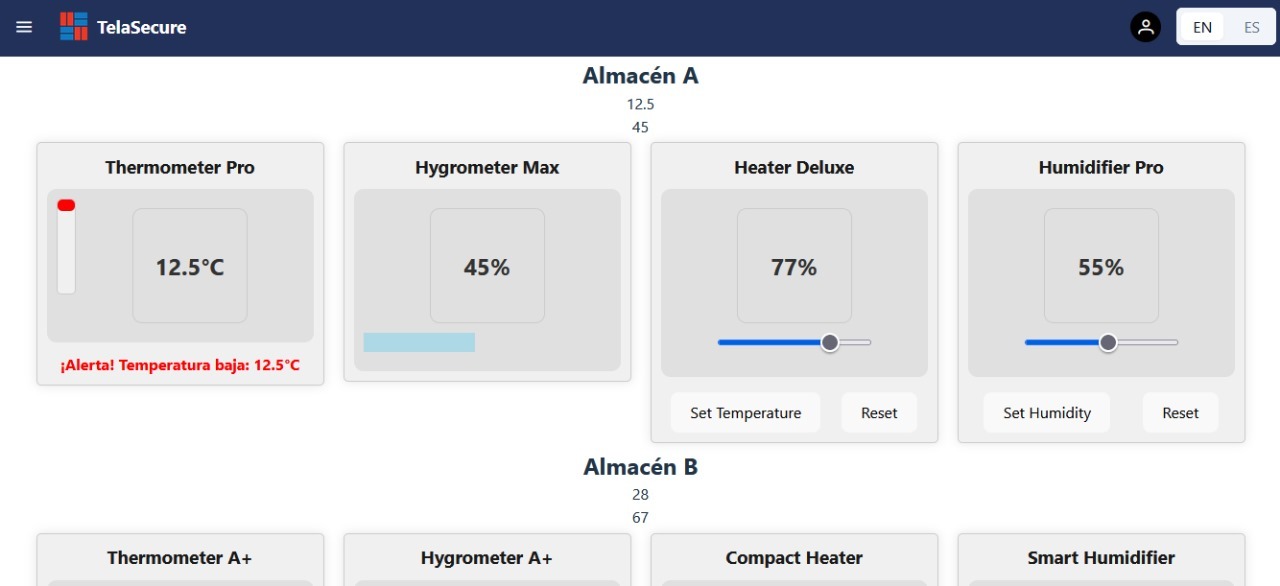 TelaSecure
EN ES
Almacén A
12.5
45
Thermometer Pro
12.5°C
¡Alerta! Temperatura baja: 12.5°C
Hygrometer Max
45%
Heater Deluxe
77%
Set Temperature Reset
Humidifier Pro
55%
Set Humidity Reset
Almacén B
28
67
Thermometer A+
Hygrometer A+
Compact Heater
Smart Humidifier